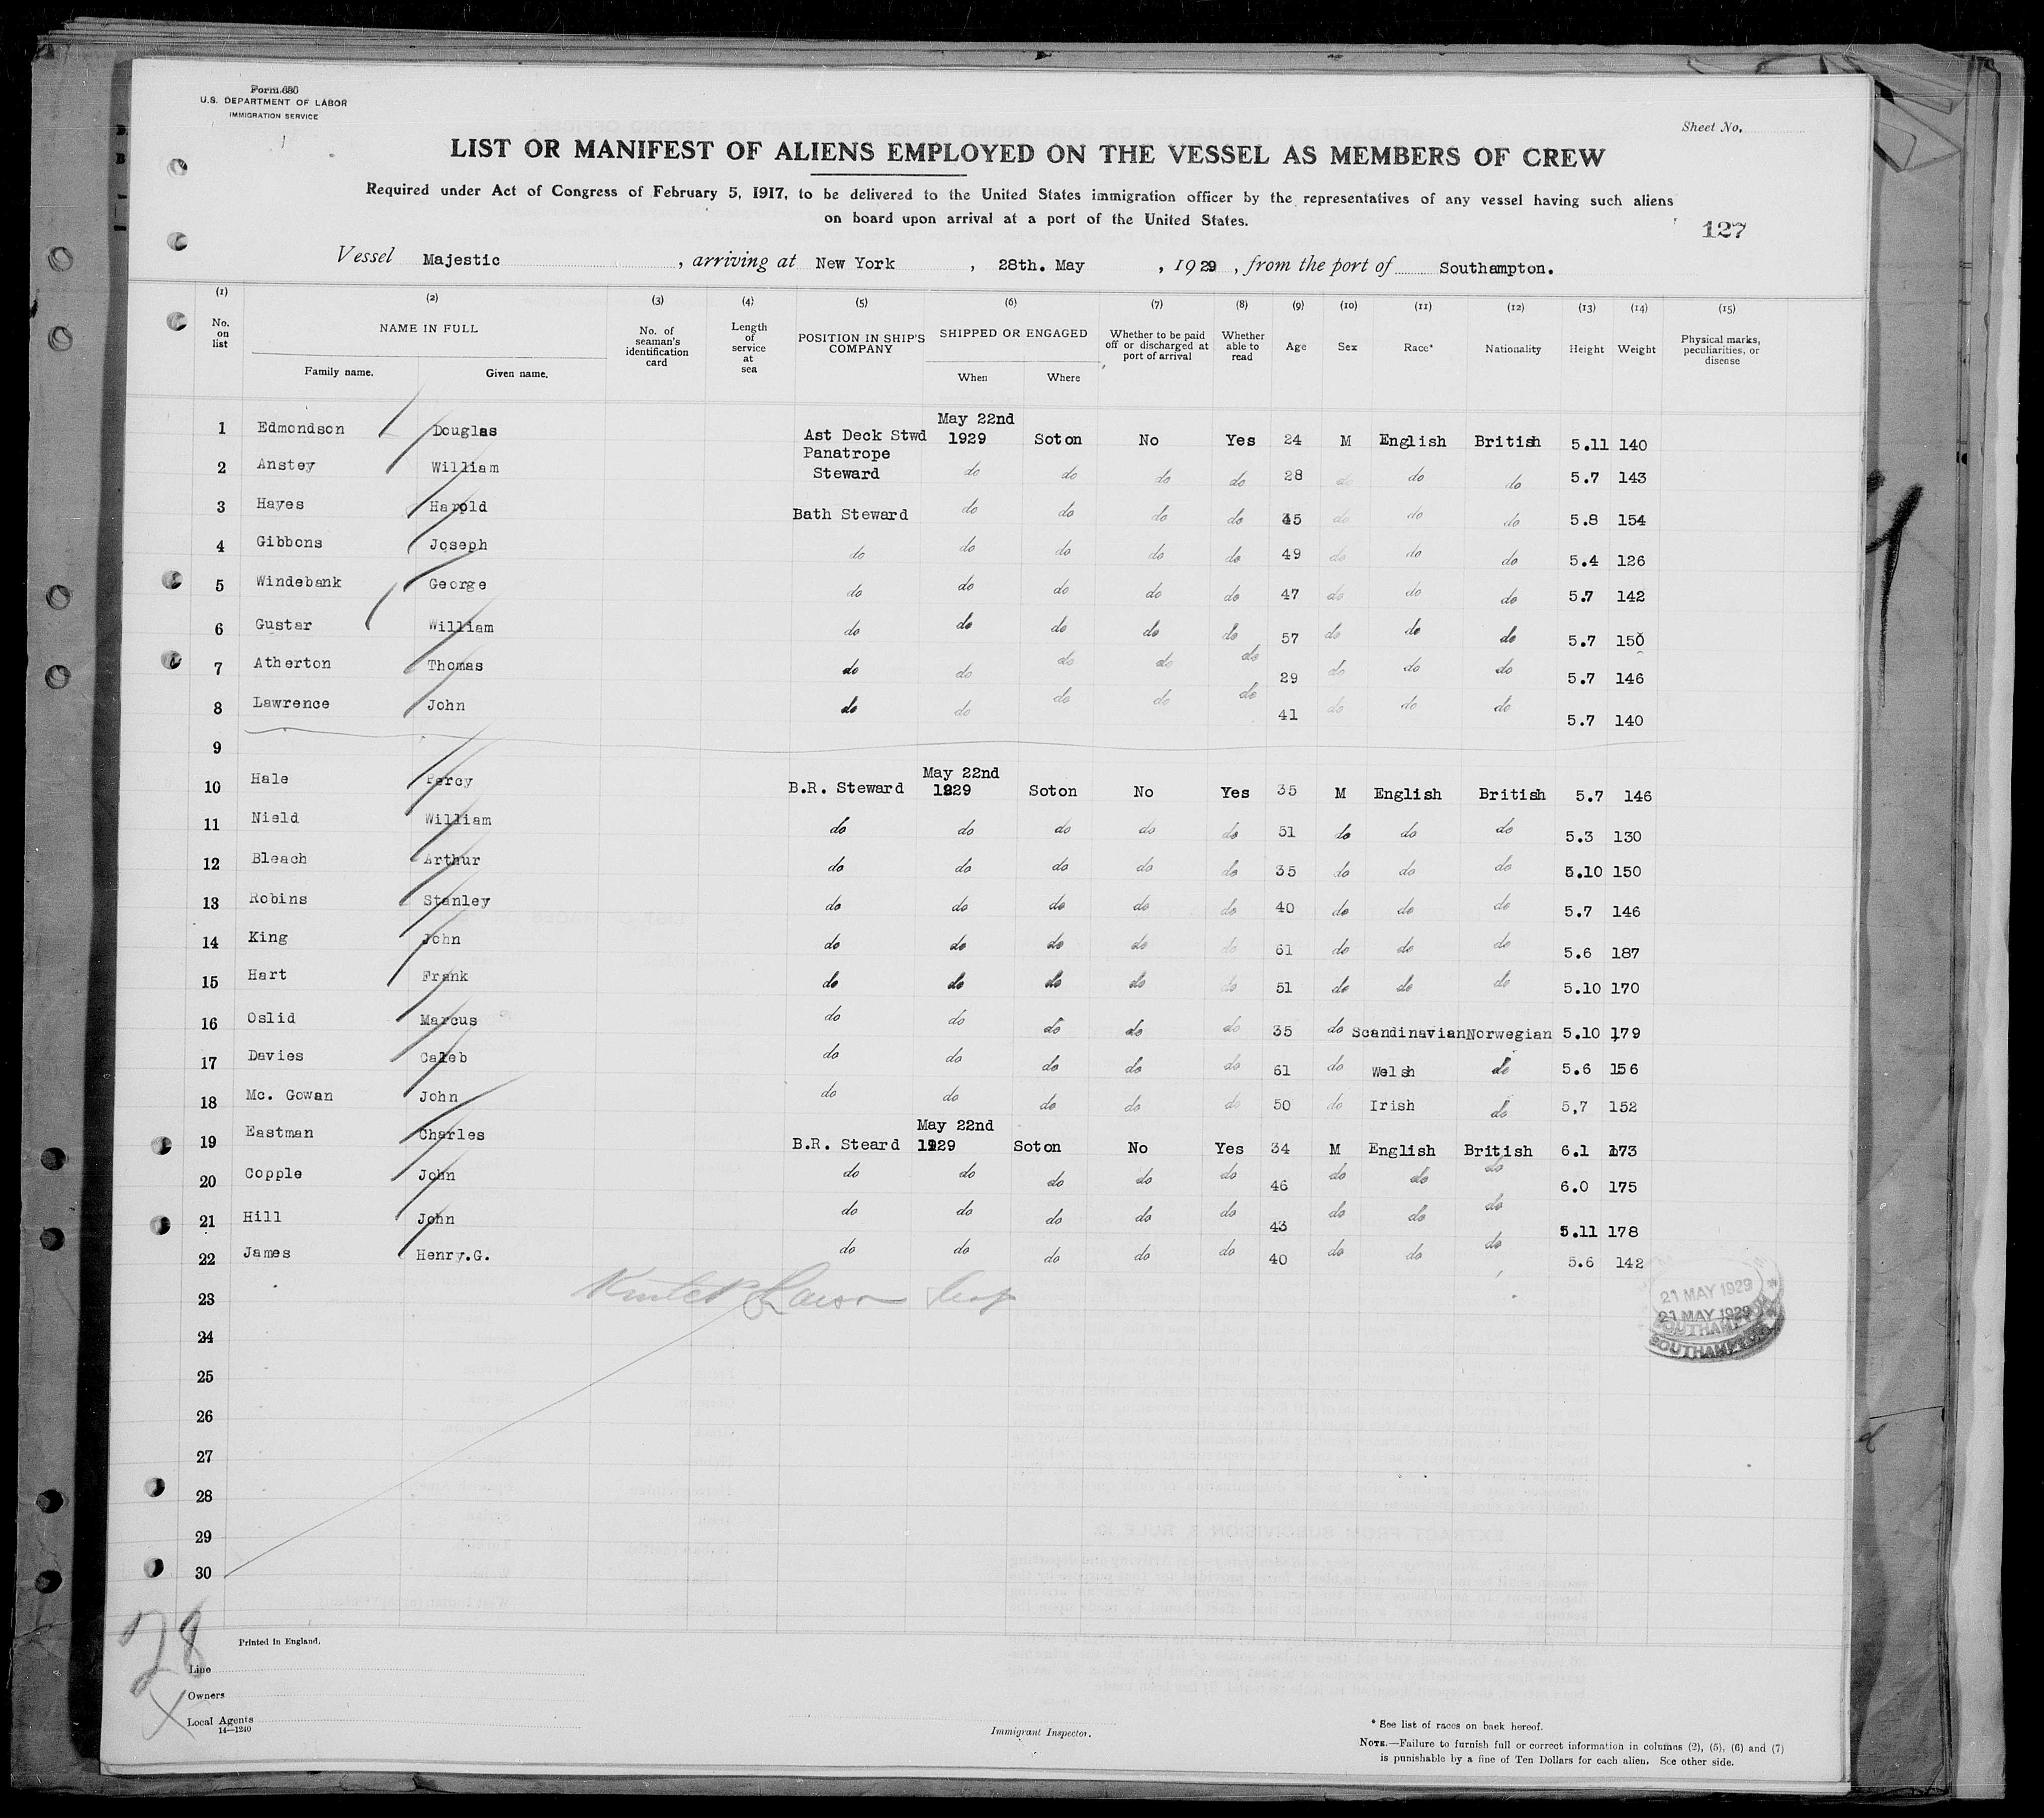 Form 680
U.S. DEPARTMENT OF LABOR
IMMIGRATION SERVICE
Sheet No.
LIST OR MANIFEST OF ALIENS EMPLOYED ON THE VESSEL AS MEMBERS OF CREW
Required under Act of Congress of February 5, 1917, to be delivered to the United States immigration officer by the representatives of any vessel having such aliens
on board upon arrival at a port of the United States.
127
Vessel Majestic , arriving at New York , 28th. May , 1929 , from the port of Southampton.
(1) (2) (3) (4) (5) (6) (7) (8) (9) (10) (11) (12) (13) (14) (15)
No. on list NAME IN FULL Family name. Given name. No. of seaman's identification card Length of service at sea POSITION IN SHIP'S COMPANY SHIPPED OR ENGAGED When Where Whether to be paid off or discharged at port of arrival Whether able to read Age Sex Race* Nationality Height Weight Physical marks, peculiarities, or disease
1 Edmondson Douglas Ast Deck Stwd May 22nd 1929 Soton No Yes 24 M English British 5.11 140
2 Anstey William Panatrope Steward do do do do 28 do do do 5.7 143
3 Hayes Harold Bath Steward do do do do 45 do do do 5.8 154
4 Gibbons Joseph do do do do do 49 do do do 5.4 126
5 Windebank George do do do do do 47 do do do 5.7 142
6 Gustar William do do do do do 57 do do do 5.7 150
7 Atherton Thomas do do do do do 29 do do do 5.7 146
8 Lawrence John do do do do do 41 do do do 5.7 140
9
10 Hale Percy B.R. Steward May 22nd 1929 Soton No Yes 35 M English British 5.7 146
11 Nield William do do do do do 51 do do do 5.3 130
12 Bleach Arthur do do do do do 35 do do do 5.10 150
13 Robins Stanley do do do do do 40 do do do 5.7 146
14 King John do do do do do 61 do do do 5.6 187
15 Hart Frank do do do do do 51 do do do 5.10 170
16 Oslid Marcus do do do do do 35 do Scandinavian Norwegian 5.10 179
17 Davies Caleb do do do do do 61 do Welsh do 5.6 156
18 Mc. Gowan John do do do do do 50 do Irish do 5,7 152
19 Eastman Charles B.R. Steard May 22nd 1929 Soton No Yes 34 M English British 6.1 173
20 Copple John do do do do do 46 do do do 6.0 175
21 Hill John do do do do do 43 do do do 5.11 178
22 James Henry.G. do do do do do 40 do do do 5.6 142
23
24
25
26
27
28
29
30
21 MAY 1929
21 MAY 1929
SOUTHAMPTON
SOUTHAMPTON
28
X
Printed in England.
Line
Owners
Local Agents
14—1240
Immigrant Inspector.
* See list of races on back hereof.
NOTE.—Failure to furnish full or correct information in columns (2), (5), (6) and (7)
is punishable by a fine of Ten Dollars for each alien. See other side.